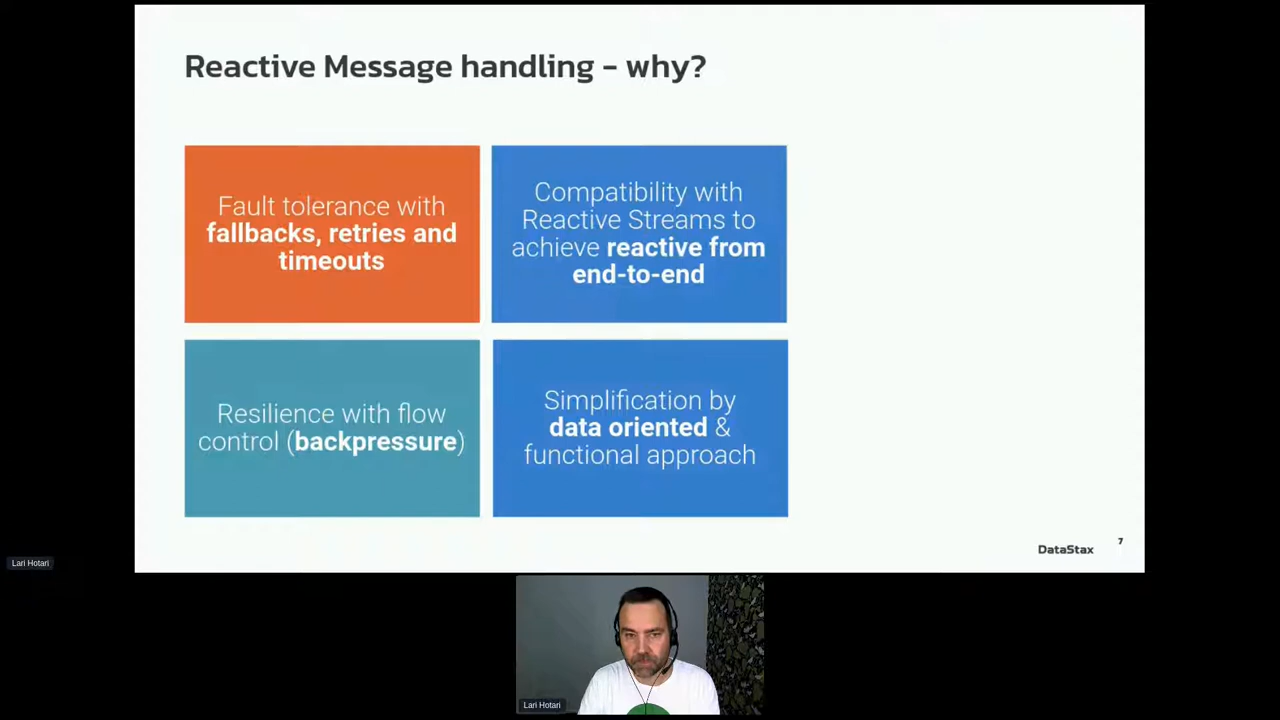 Reactive Message handling - why?
Fault tolerance with
fallbacks, retries and
timeouts
Compatibility with
Reactive Streams to
achieve reactive from
end-to-end
Resilience with flow
control (backpressure)
Simplification by
data oriented &
functional approach
DataStax
7
Lari Hotari
Lari Hotari